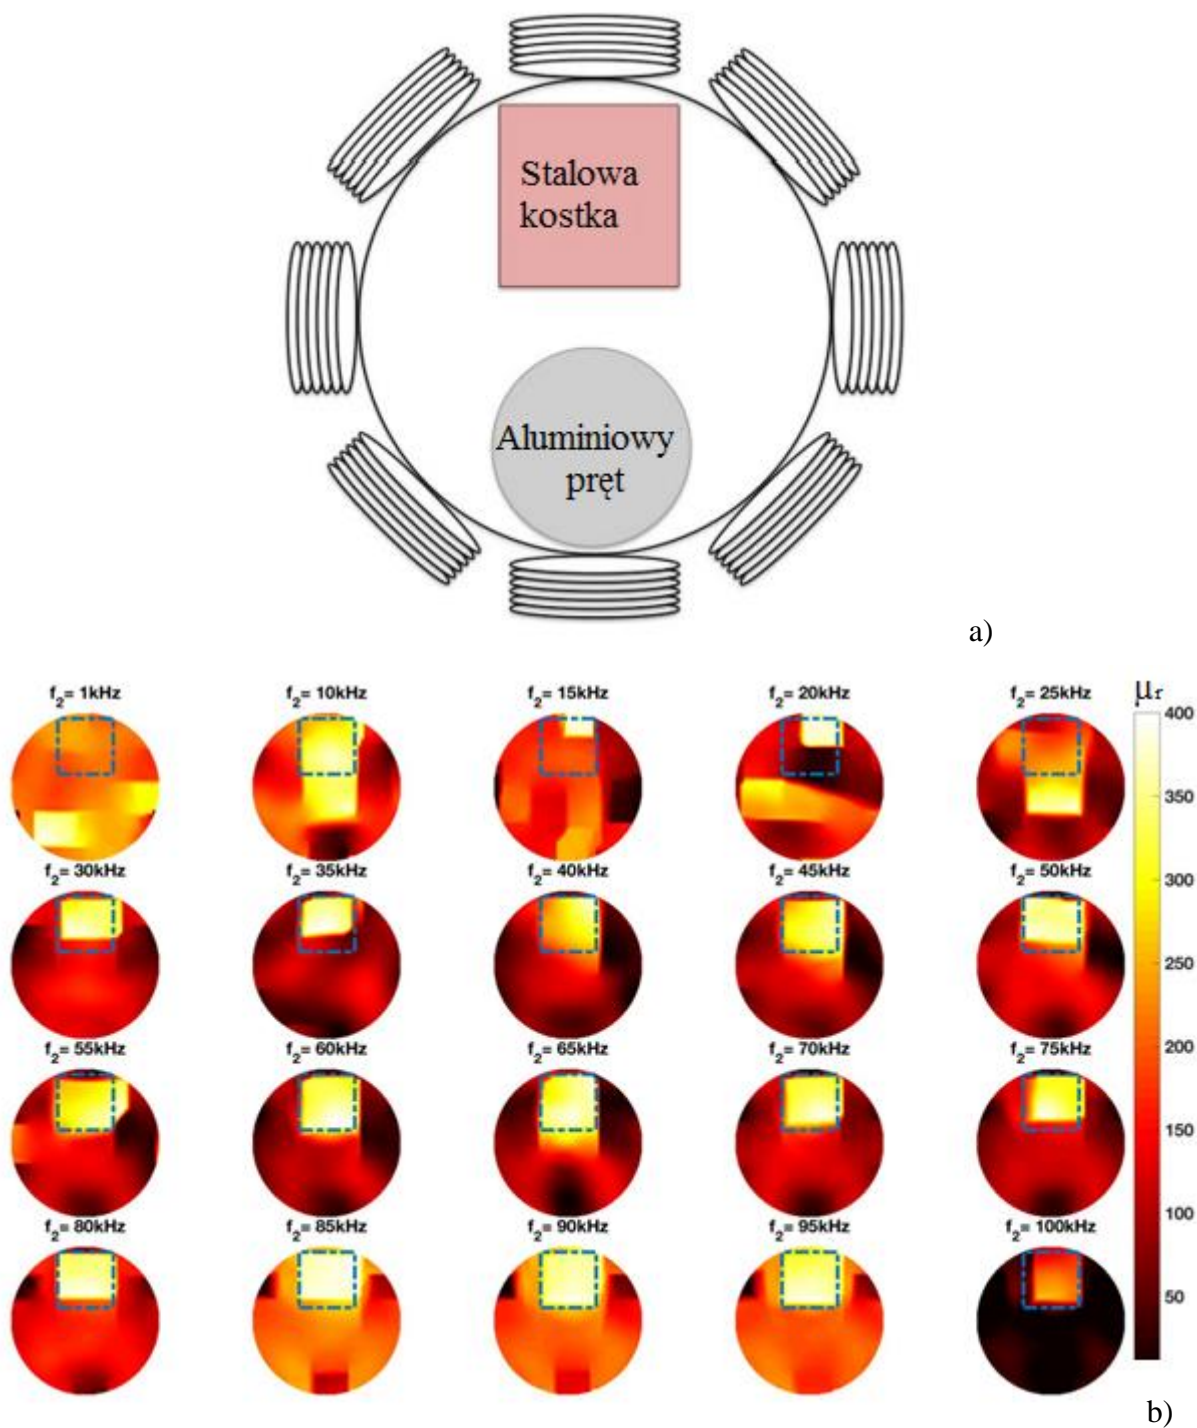 Stalowa
kostka
Aluminiowy
pręt
a)
f2= 1kHz f2= 10kHz f2= 15kHz f2= 20kHz f2= 25kHz μr
400
350
f2= 30kHz f2= 35kHz f2= 40kHz f2= 45kHz f2= 50kHz
300
250
200
f2= 55kHz f2= 60kHz f2= 65kHz f2= 70kHz f2= 75kHz
150
100
f2= 80kHz f2= 85kHz f2= 90kHz f2= 95kHz f2= 100kHz
50
b)